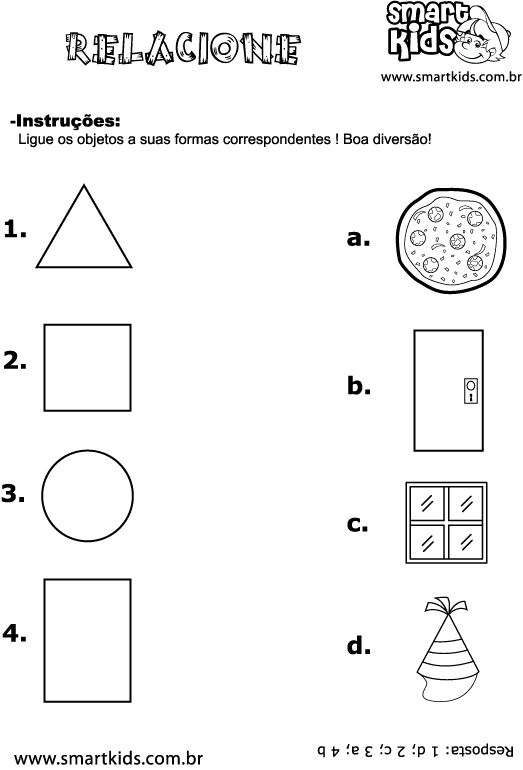 RELACIONE
smart
kids
www.smartkids.com.br
-Instruções:
Ligue os objetos a suas formas correspondentes ! Boa diversão!
1.
a.
2.
b.
3.
c.
4.
d.
www.smartkids.com.br
Resposta: 1 d; 2 c; 3 a; 4 b